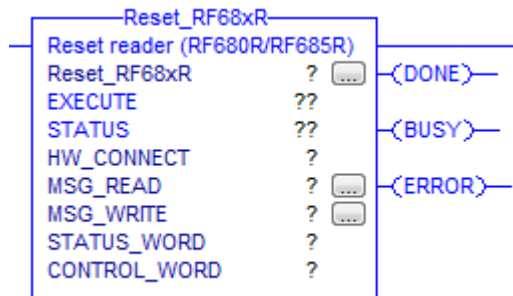 Reset_RF68xR
Reset reader (RF680R/RF685R)
Reset_RF68xR ? ... (DONE)
EXECUTE ??
STATUS ?? (BUSY)
HW_CONNECT ?
MSG_READ ? ... (ERROR)
MSG_WRITE ? ...
STATUS_WORD ?
CONTROL_WORD ?